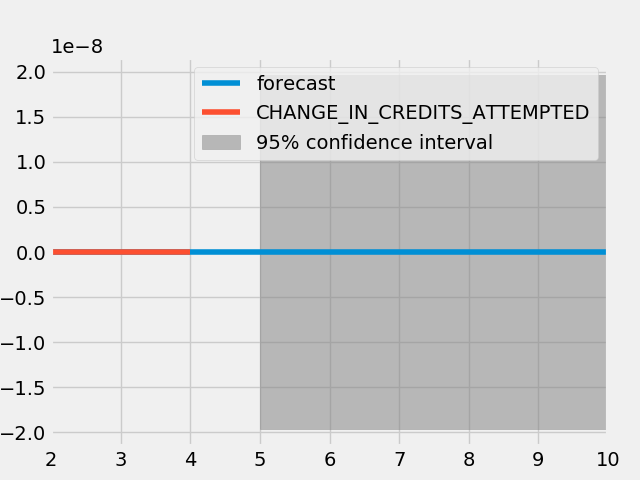 1e−8
2.0
1.5
1.0
0.5
0.0
−0.5
−1.0
−1.5
−2.0
forecast
CHANGE_IN_CREDITS_ATTEMPTED
95% confidence interval
2 3 4 5 6 7 8 9 10